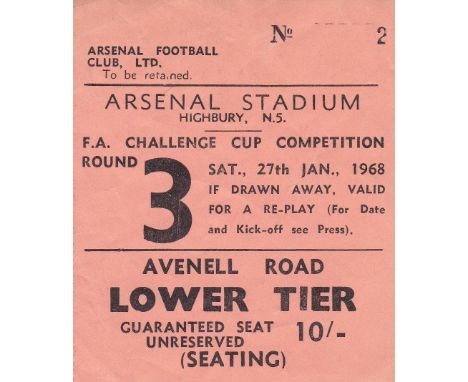 No 2
ARSENAL FOOTBALL
CLUB, LTD.
To be retained.
ARSENAL STADIUM
HIGHBURY, N.5.
F.A. CHALLENGE CUP COMPETITION
ROUND 3
SAT., 27th JAN., 1968
IF DRAWN AWAY, VALID
FOR A RE-PLAY (For Date
and Kick-off see Press).
AVENELL ROAD
LOWER TIER
GUARANTEED SEAT
UNRESERVED
10/-
(SEATING)